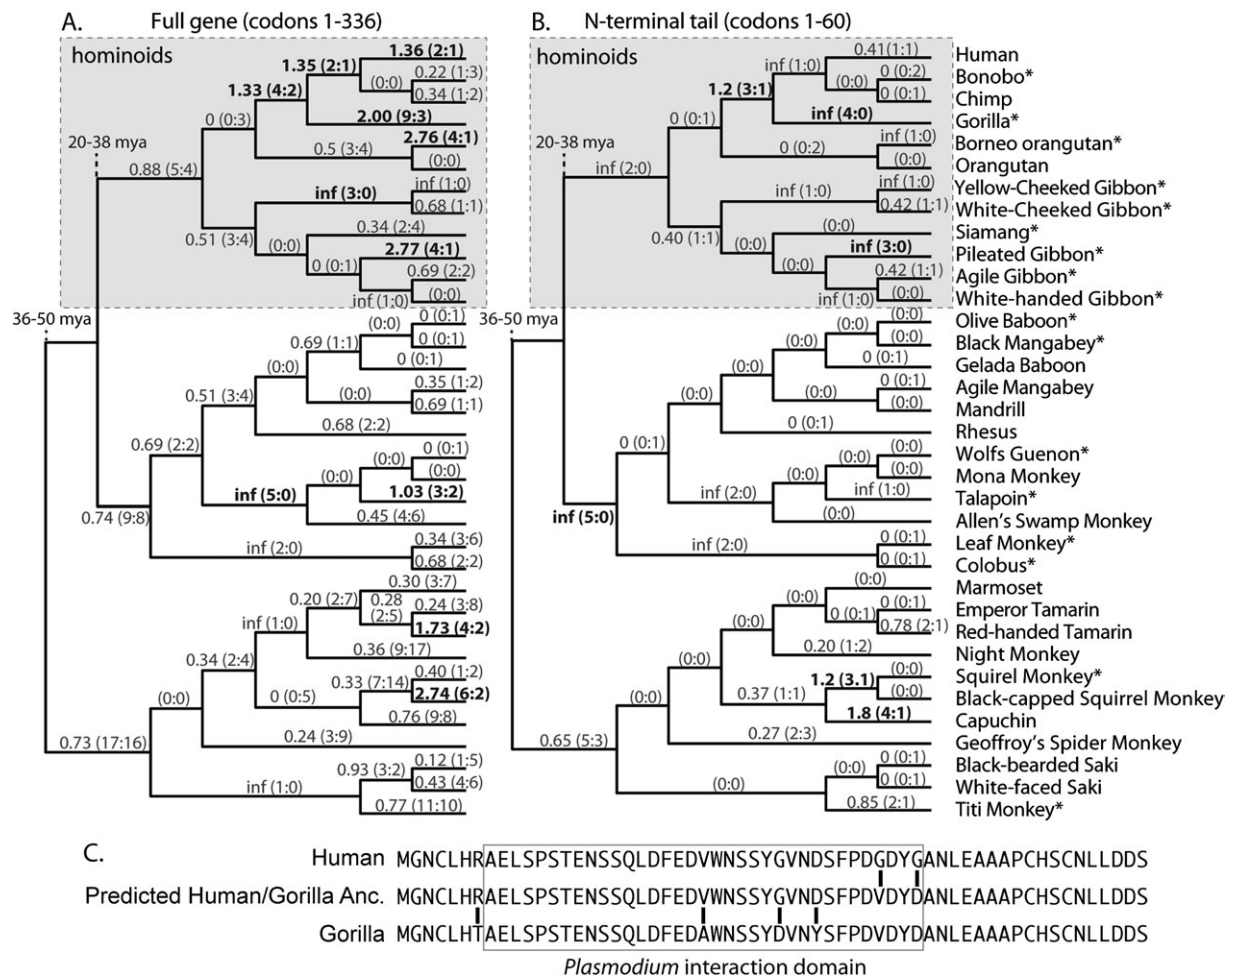 A.
Full gene (codons 1-336)
hominoids
20-38 mya
36-50 mya
1.36 (2:1)
1.35 (2:1)
0.22 (1:3)
(0:0)
0.34 (1:2)
1.33 (4:2)
2.00 (9:3)
0 (0:3)
2.76 (4:1)
0.5 (3:4)
(0:0)
0.88 (5:4)
inf (1:0)
inf (3:0)
0.68 (1:1)
0.34 (2:4)
0.51 (3:4)
(0:0)
2.77 (4:1)
0 (0:1)
0.69 (2:2)
(0:0)
inf (1:0)
0 (0:1)
(0:0)
0 (0:1)
0.69 (1:1)
0 (0:1)
(0:0)
0.35 (1:2)
(0:0)
0.69 (1:1)
0.51 (3:4)
0.68 (2:2)
0.69 (2:2)
0 (0:1)
(0:0)
(0:0)
(0:0)
1.03 (3:2)
inf (5:0)
0.45 (4:6)
0.74 (9:8)
0.34 (3:6)
inf (2:0)
0.68 (2:2)
0.30 (3:7)
0.20 (2:7)
0.28
(2:5)
0.24 (3:8)
1.73 (4:2)
inf (1:0)
0.36 (9:17)
0.34 (2:4)
0.40 (1:2)
0.33 (7:14)
2.74 (6:2)
0 (0:5)
0.76 (9:8)
(0:0)
0.24 (3:9)
0.73 (17:16)
0.12 (1:5)
0.93 (3:2)
0.43 (4:6)
inf (1:0)
0.77 (11:10)
B.
N-terminal tail (codons 1-60)
hominoids
20-38 mya
36-50 mya
0.41(1:1)
inf (1:0)
0 (0:2)
(0:0)
0 (0:1)
1.2 (3:1)
inf (4:0)
0 (0:1)
inf (1:0)
0 (0:2)
(0:0)
inf (2:0)
inf (1:0)
inf (1:0)
0.42 (1:1)
(0:0)
0.40 (1:1)
(0:0)
inf (3:0)
(0:0)
0.42 (1:1)
(0:0)
inf (1:0)
(0:0)
(0:0)
(0:0)
(0:0)
0 (0:1)
(0:0)
0 (0:1)
(0:0)
(0:0)
(0:0)
0 (0:1)
0 (0:1)
(0:0)
(0:0)
(0:0)
(0:0)
inf (1:0)
inf (2:0)
(0:0)
inf (5:0)
0 (0:1)
inf (2:0)
0 (0:1)
(0:0)
(0:0)
0 (0:1)
0 (0:1)
0.78 (2:1)
(0:0)
0.20 (1:2)
(0:0)
(0:0)
1.2 (3.1)
(0:0)
0.37 (1:1)
1.8 (4:1)
(0:0)
0.27 (2:3)
0.65 (5:3)
0 (0:1)
(0:0)
0 (0:1)
(0:0)
0.85 (2:1)
Human
Bonobo*
Chimp
Gorilla*
Borneo orangutan*
Orangutan
Yellow-Cheeked Gibbon*
White-Cheeked Gibbon*
Siamang*
Pileated Gibbon*
Agile Gibbon*
White-handed Gibbon*
Olive Baboon*
Black Mangabey*
Gelada Baboon
Agile Mangabey
Mandrill
Rhesus
Wolfs Guenon*
Mona Monkey
Talapoin*
Allen's Swamp Monkey
Leaf Monkey*
Colobus*
Marmoset
Emperor Tamarin
Red-handed Tamarin
Night Monkey
Squirrel Monkey*
Black-capped Squirrel Monkey
Capuchin
Geoffroy's Spider Monkey
Black-bearded Saki
White-faced Saki
Titi Monkey*
C.
Human MGNCLHRAELSPSTENSSQLDFEDVWNSSYGVNDSFPDGDYGANLEAAAPCHSCNLLDDS
Predicted Human/Gorilla Anc. MGNCLHRAELSPSTENSSQLDFEDVWNSSYGVNDSFPDVDYDANLEAAAPCHSCNLLDDS
Gorilla MGNCLHTAELSPSTENSSQLDFEDAWNSSYDVNYSFPDVDYDANLEAAAPCHSCNLLDDS
Plasmodium interaction domain